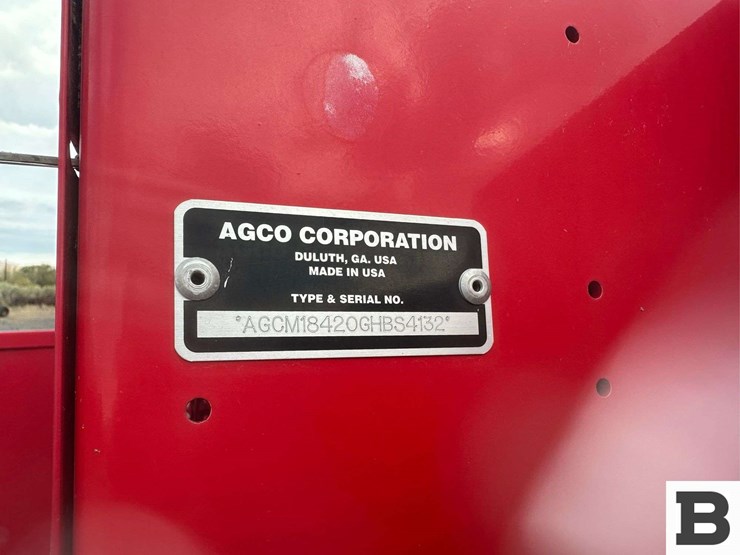 AGCO CORPORATION
DULUTH, GA. USA
MADE IN USA
TYPE & SERIAL NO.
*AGCM18420GHBS4132*
B